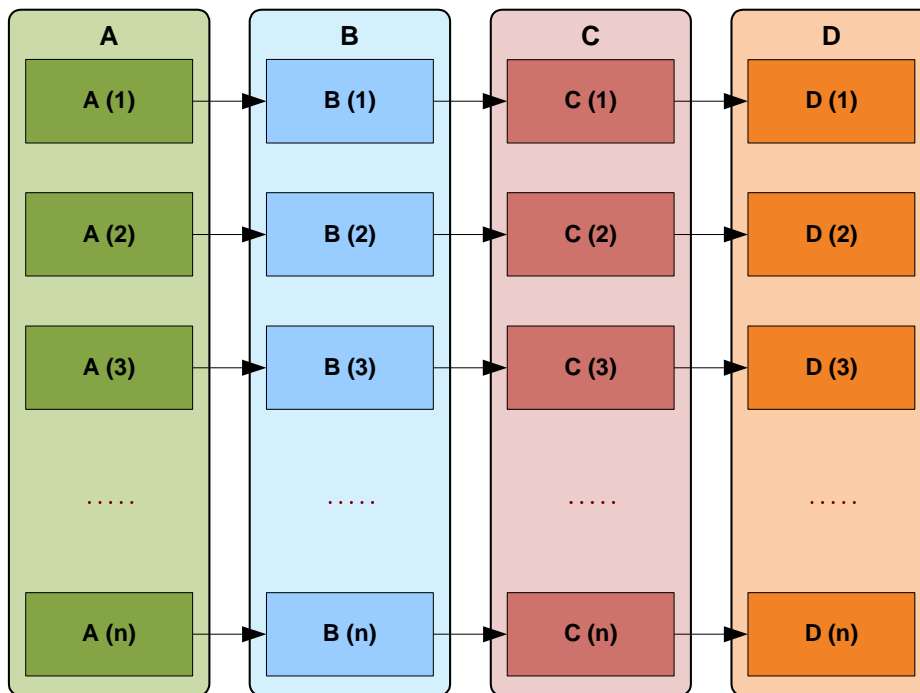 A B C D
A (1) B (1) C (1) D (1)
A (2) B (2) C (2) D (2)
A (3) B (3) C (3) D (3)
..... ..... ..... .....
A (n) B (n) C (n) D (n)